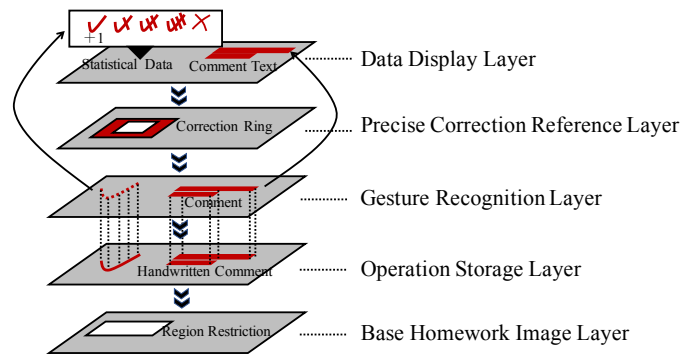 +1
Statistical Data
Comment Text
Data Display Layer
Correction Ring
Precise Correction Reference Layer
Comment
Gesture Recognition Layer
Handwritten Comment
Operation Storage Layer
Region Restriction
Base Homework Image Layer